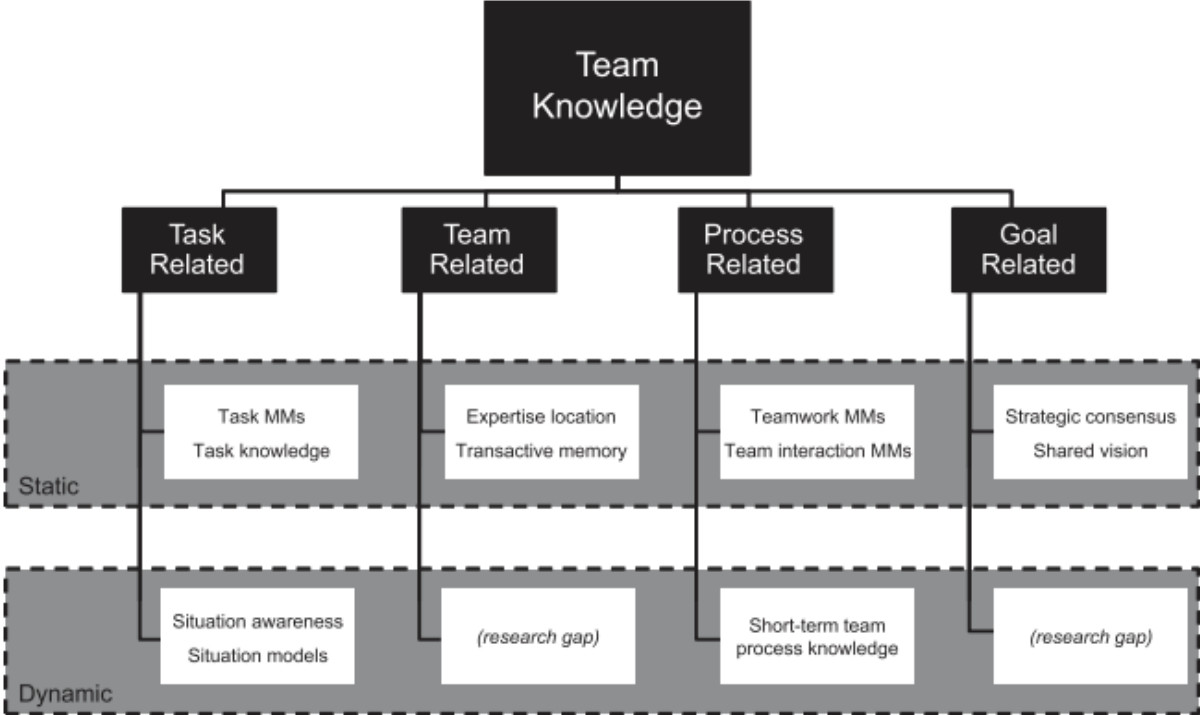 Team
Knowledge
Task
Related
Team
Related
Process
Related
Goal
Related
Task MMs
Task knowledge
Expertise location
Transactive memory
Teamwork MMs
Team interaction MMs
Strategic consensus
Shared vision
Static
Situation awareness
Situation models
(research gap)
Short-term team
process knowledge
(research gap)
Dynamic